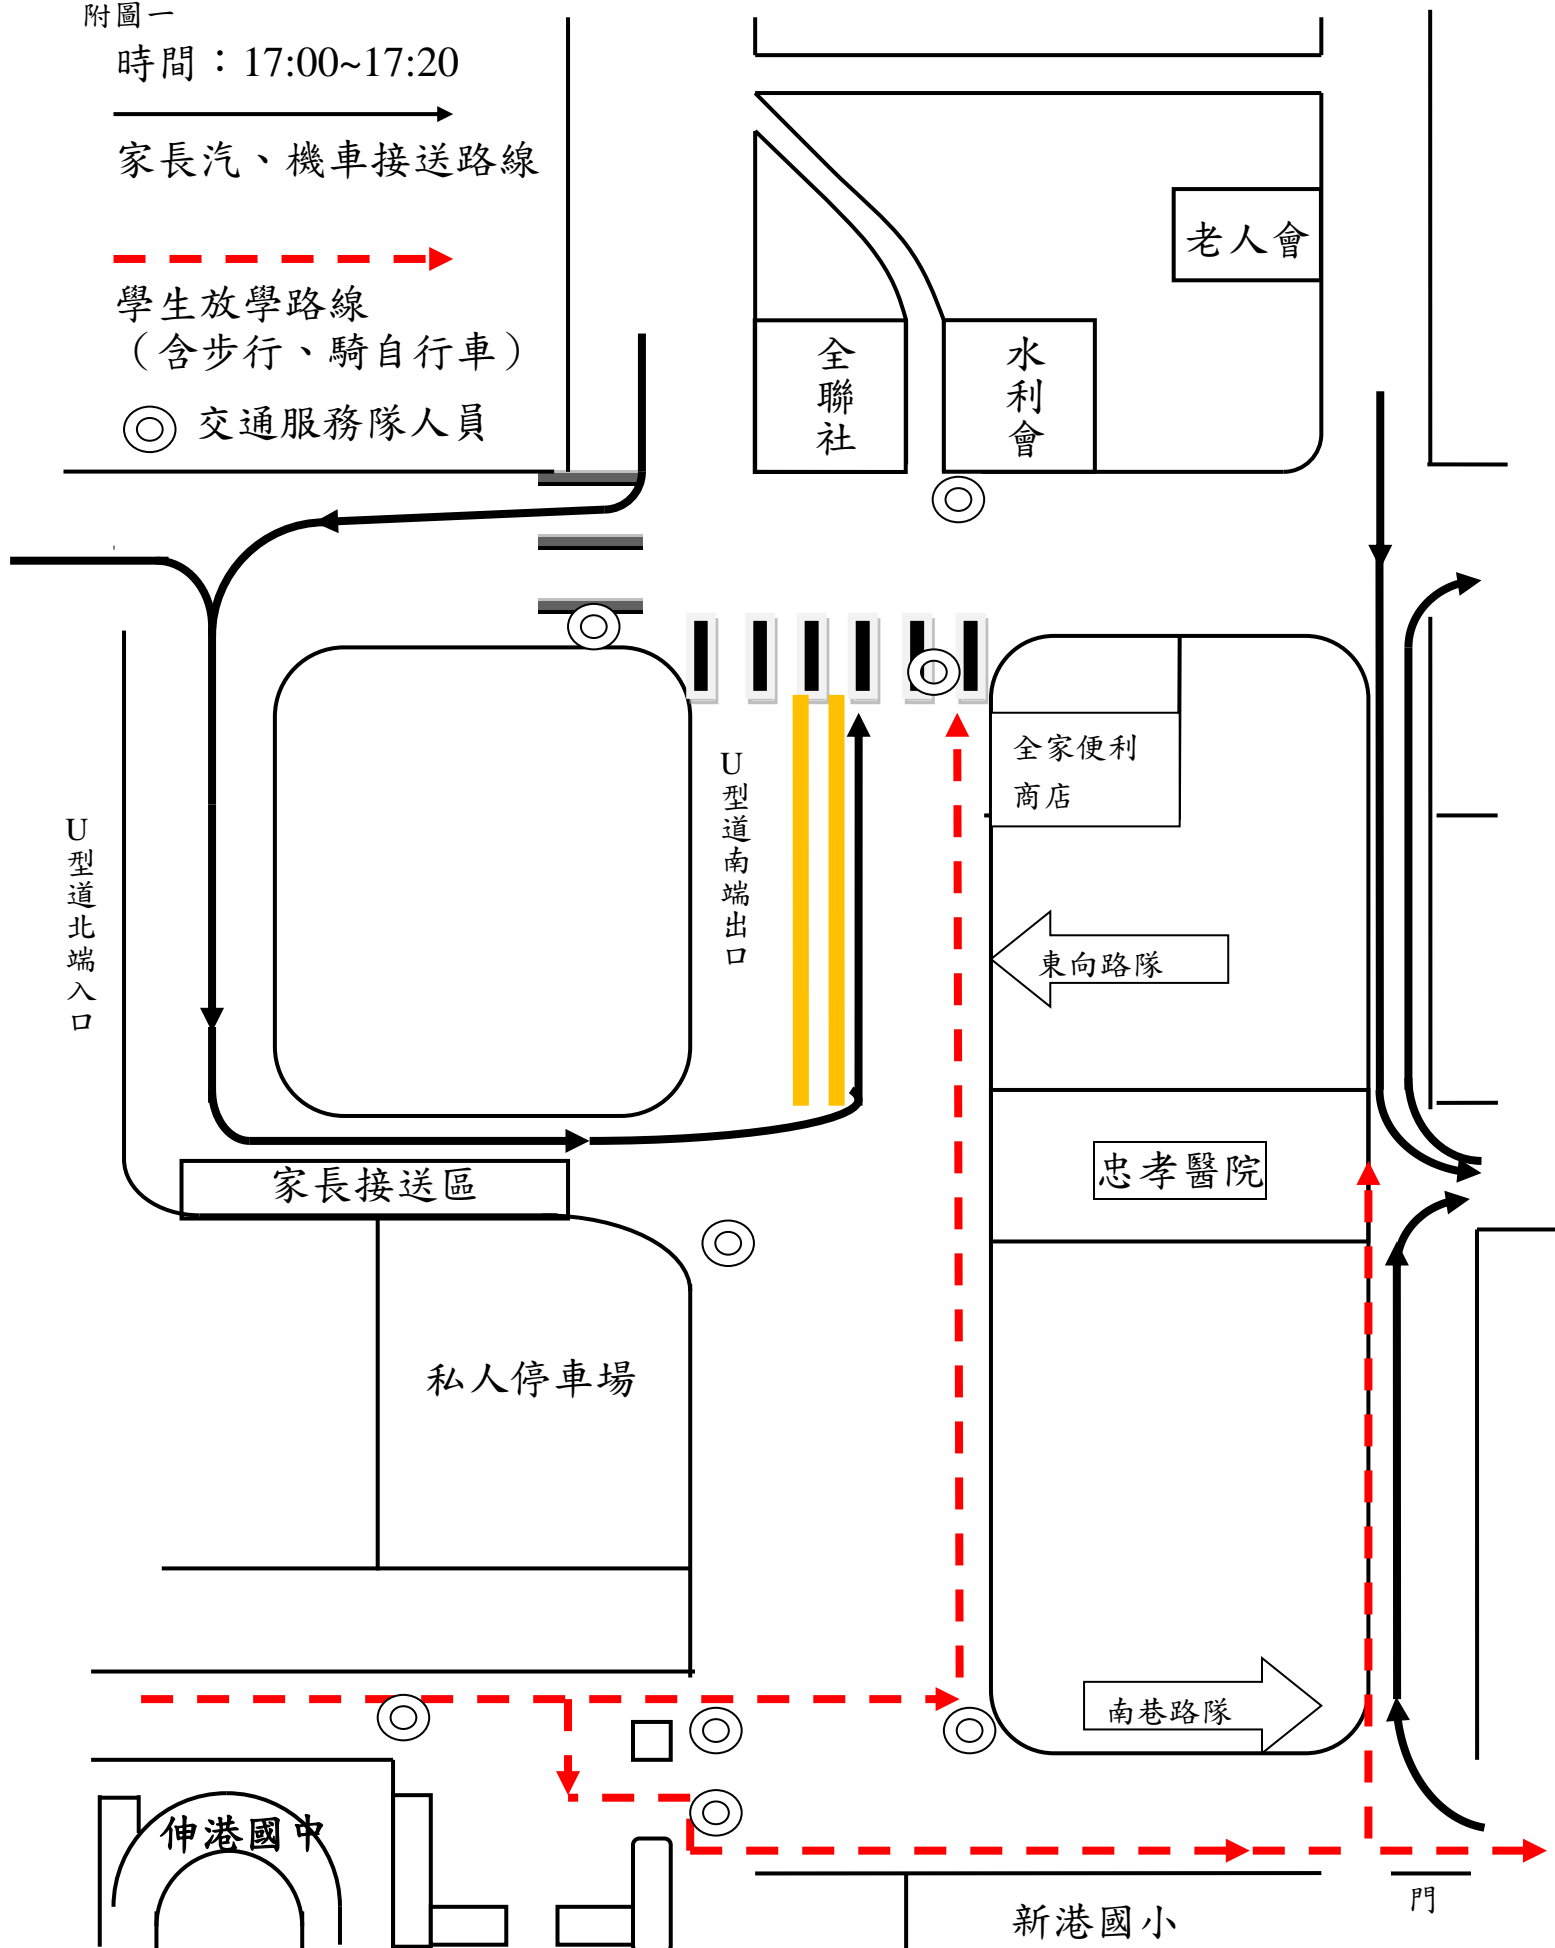 附圖一
時間：17:00~17:20
家長汽、機車接送路線
學生放學路線
（含步行、騎自行車）
交通服務隊人員
老人會
全聯社
水利會
全家便利
商店
U型道南端出口
U型道北端入口
東向路隊
忠孝醫院
家長接送區
私人停車場
南巷路隊
伸港國中
門
新港國小